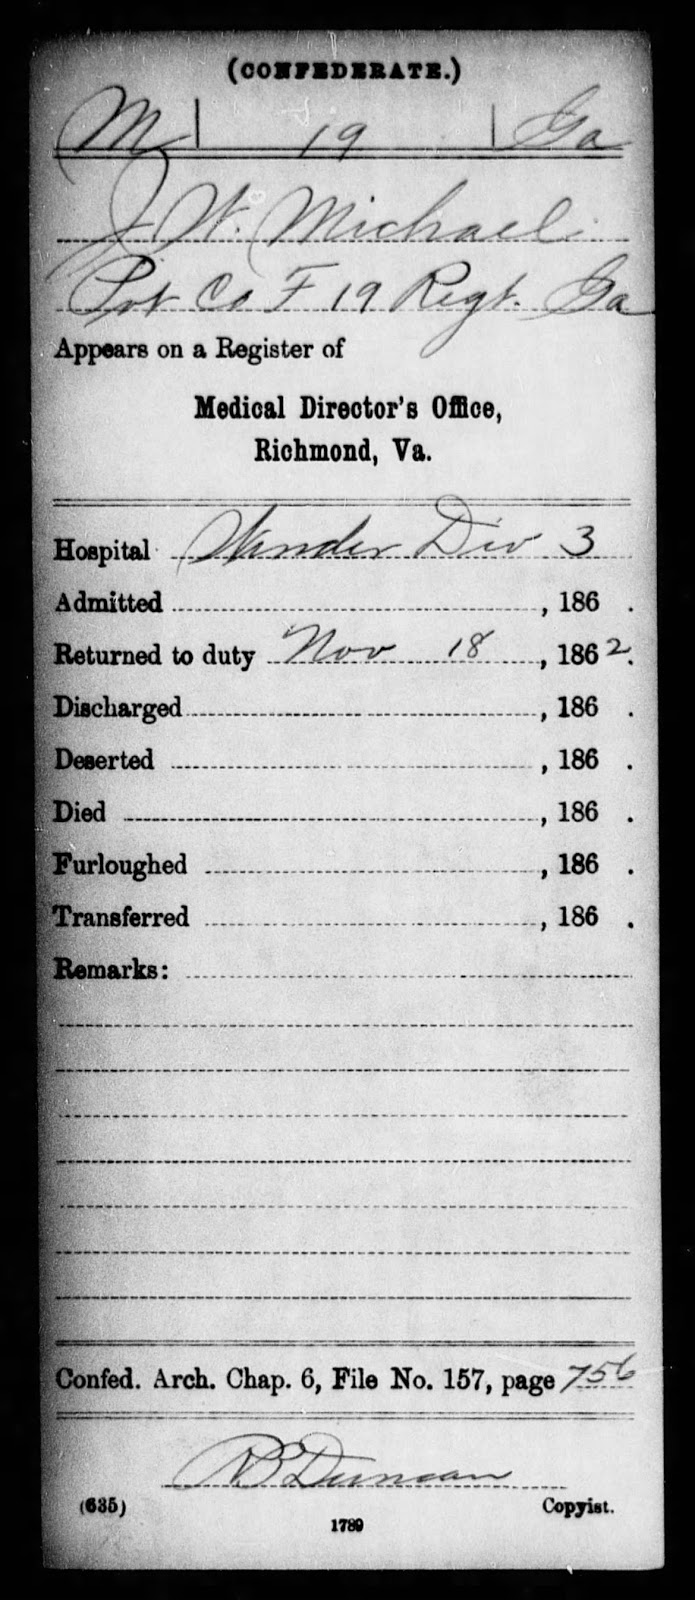 (CONFEDERATE.)
M | 19 | Ga
J. W. Michael.
Pvt Co F 19 Regt. Ga
Appears on a Register of
Medical Director's Office,
Richmond, Va.
Hospital Winder Div 3
Admitted , 186 .
Returned to duty Nov 18 , 1862.
Discharged , 186 .
Deserted , 186 .
Died , 186 .
Furloughed , 186 .
Transferred , 186 .
Remarks:
Confed. Arch. Chap. 6, File No. 157, page 756
RB Duncan
(635) Copyist.
1789